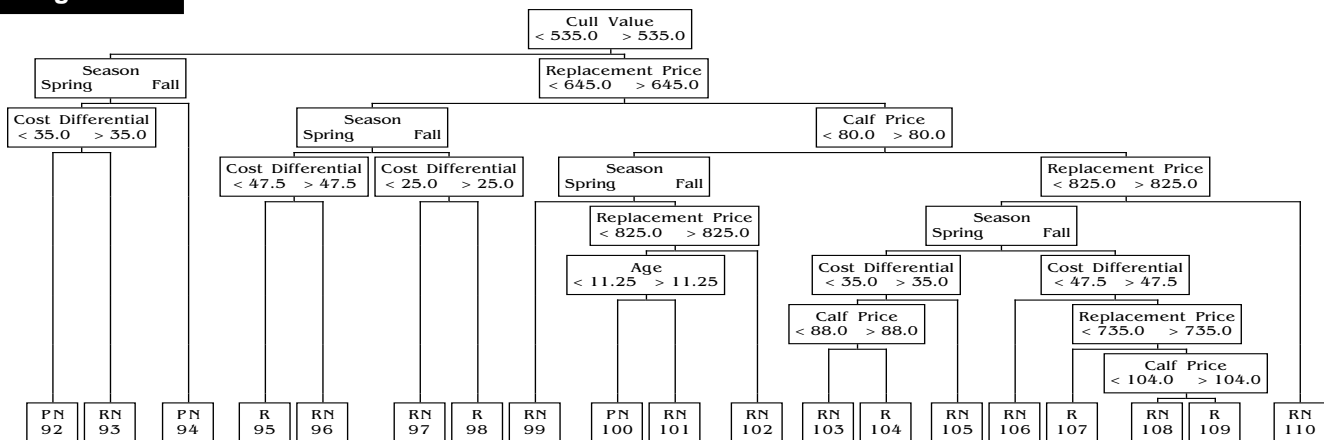 Cull Value
< 535.0 > 535.0
Season
Spring Fall
Replacement Price
< 645.0 > 645.0
Cost Differential
< 35.0 > 35.0
Season
Spring Fall
Calf Price
< 80.0 > 80.0
Cost Differential
< 47.5 > 47.5
Cost Differential
< 25.0 > 25.0
Season
Spring Fall
Replacement Price
< 825.0 > 825.0
Replacement Price
< 825.0 > 825.0
Season
Spring Fall
Age
< 11.25 > 11.25
Cost Differential
< 35.0 > 35.0
Cost Differential
< 47.5 > 47.5
Calf Price
< 88.0 > 88.0
Replacement Price
< 735.0 > 735.0
Calf Price
< 104.0 > 104.0
PN RN PN R RN RN R RN PN RN RN RN R RN RN R RN R RN
92 93 94 95 96 97 98 99 100 101 102 103 104 105 106 107 108 109 110